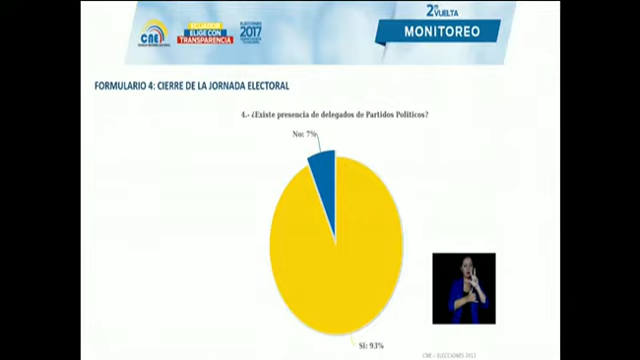 CNE
ECUADOR
ELIGE CON
TRANSPARENCIA
ELECCIONES
2017
2da VUELTA
MONITOREO
FORMULARIO 4: CIERRE DE LA JORNADA ELECTORAL
4.- ¿Existe presencia de delegados de Partidos Políticos?
No: 7%
Si: 93%
CNE - ELECCIONES 2017